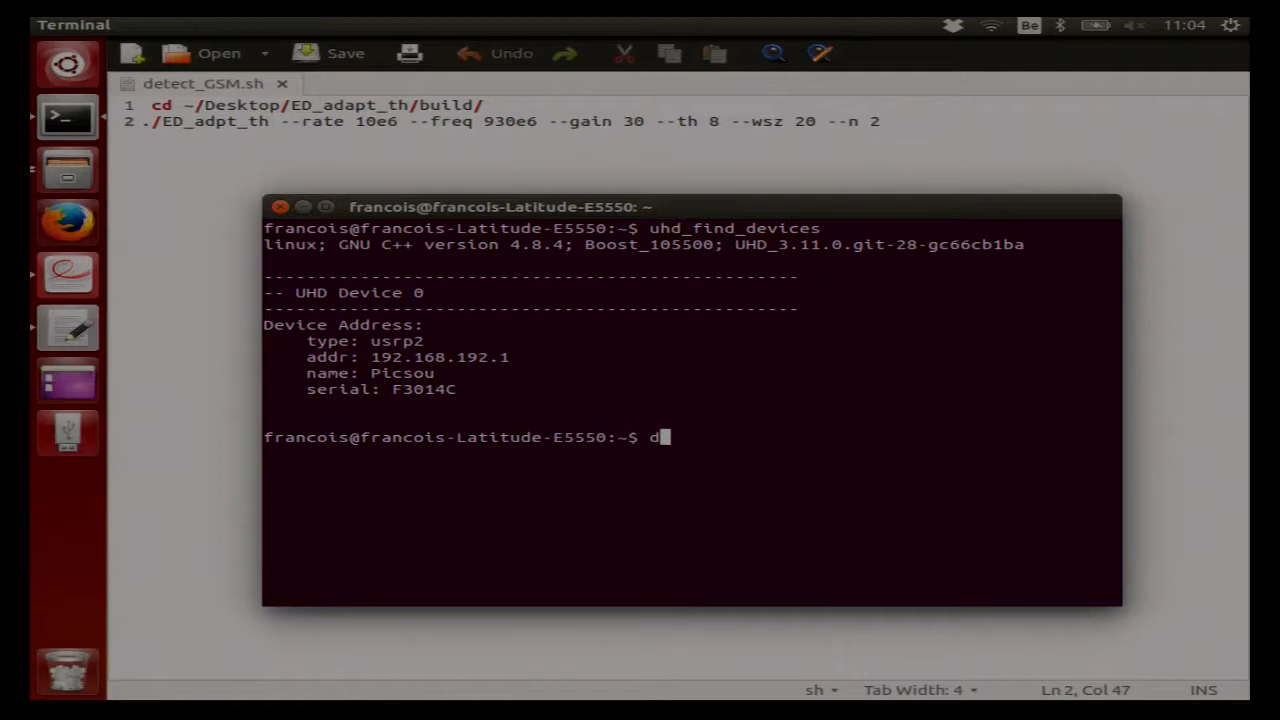 Terminal
Be
11:04
Open
Save
Undo
detect_GSM.sh
1 cd ~/Desktop/ED_adapt_th/build/
2 ./ED_adpt_th --rate 10e6 --freq 930e6 --gain 30 --th 8 --wsz 20 --n 2
francois@francois-Latitude-E5550: ~
francois@francois-Latitude-E5550:~$ uhd_find_devices
linux; GNU C++ version 4.8.4; Boost_105500; UHD_3.11.0.git-28-gc66cb1ba
--------------------------------------------------
-- UHD Device 0
--------------------------------------------------
Device Address:
    type: usrp2
    addr: 192.168.192.1
    name: Picsou
    serial: F3014C
francois@francois-Latitude-E5550:~$ d
sh Tab Width: 4 Ln 2, Col 47 INS